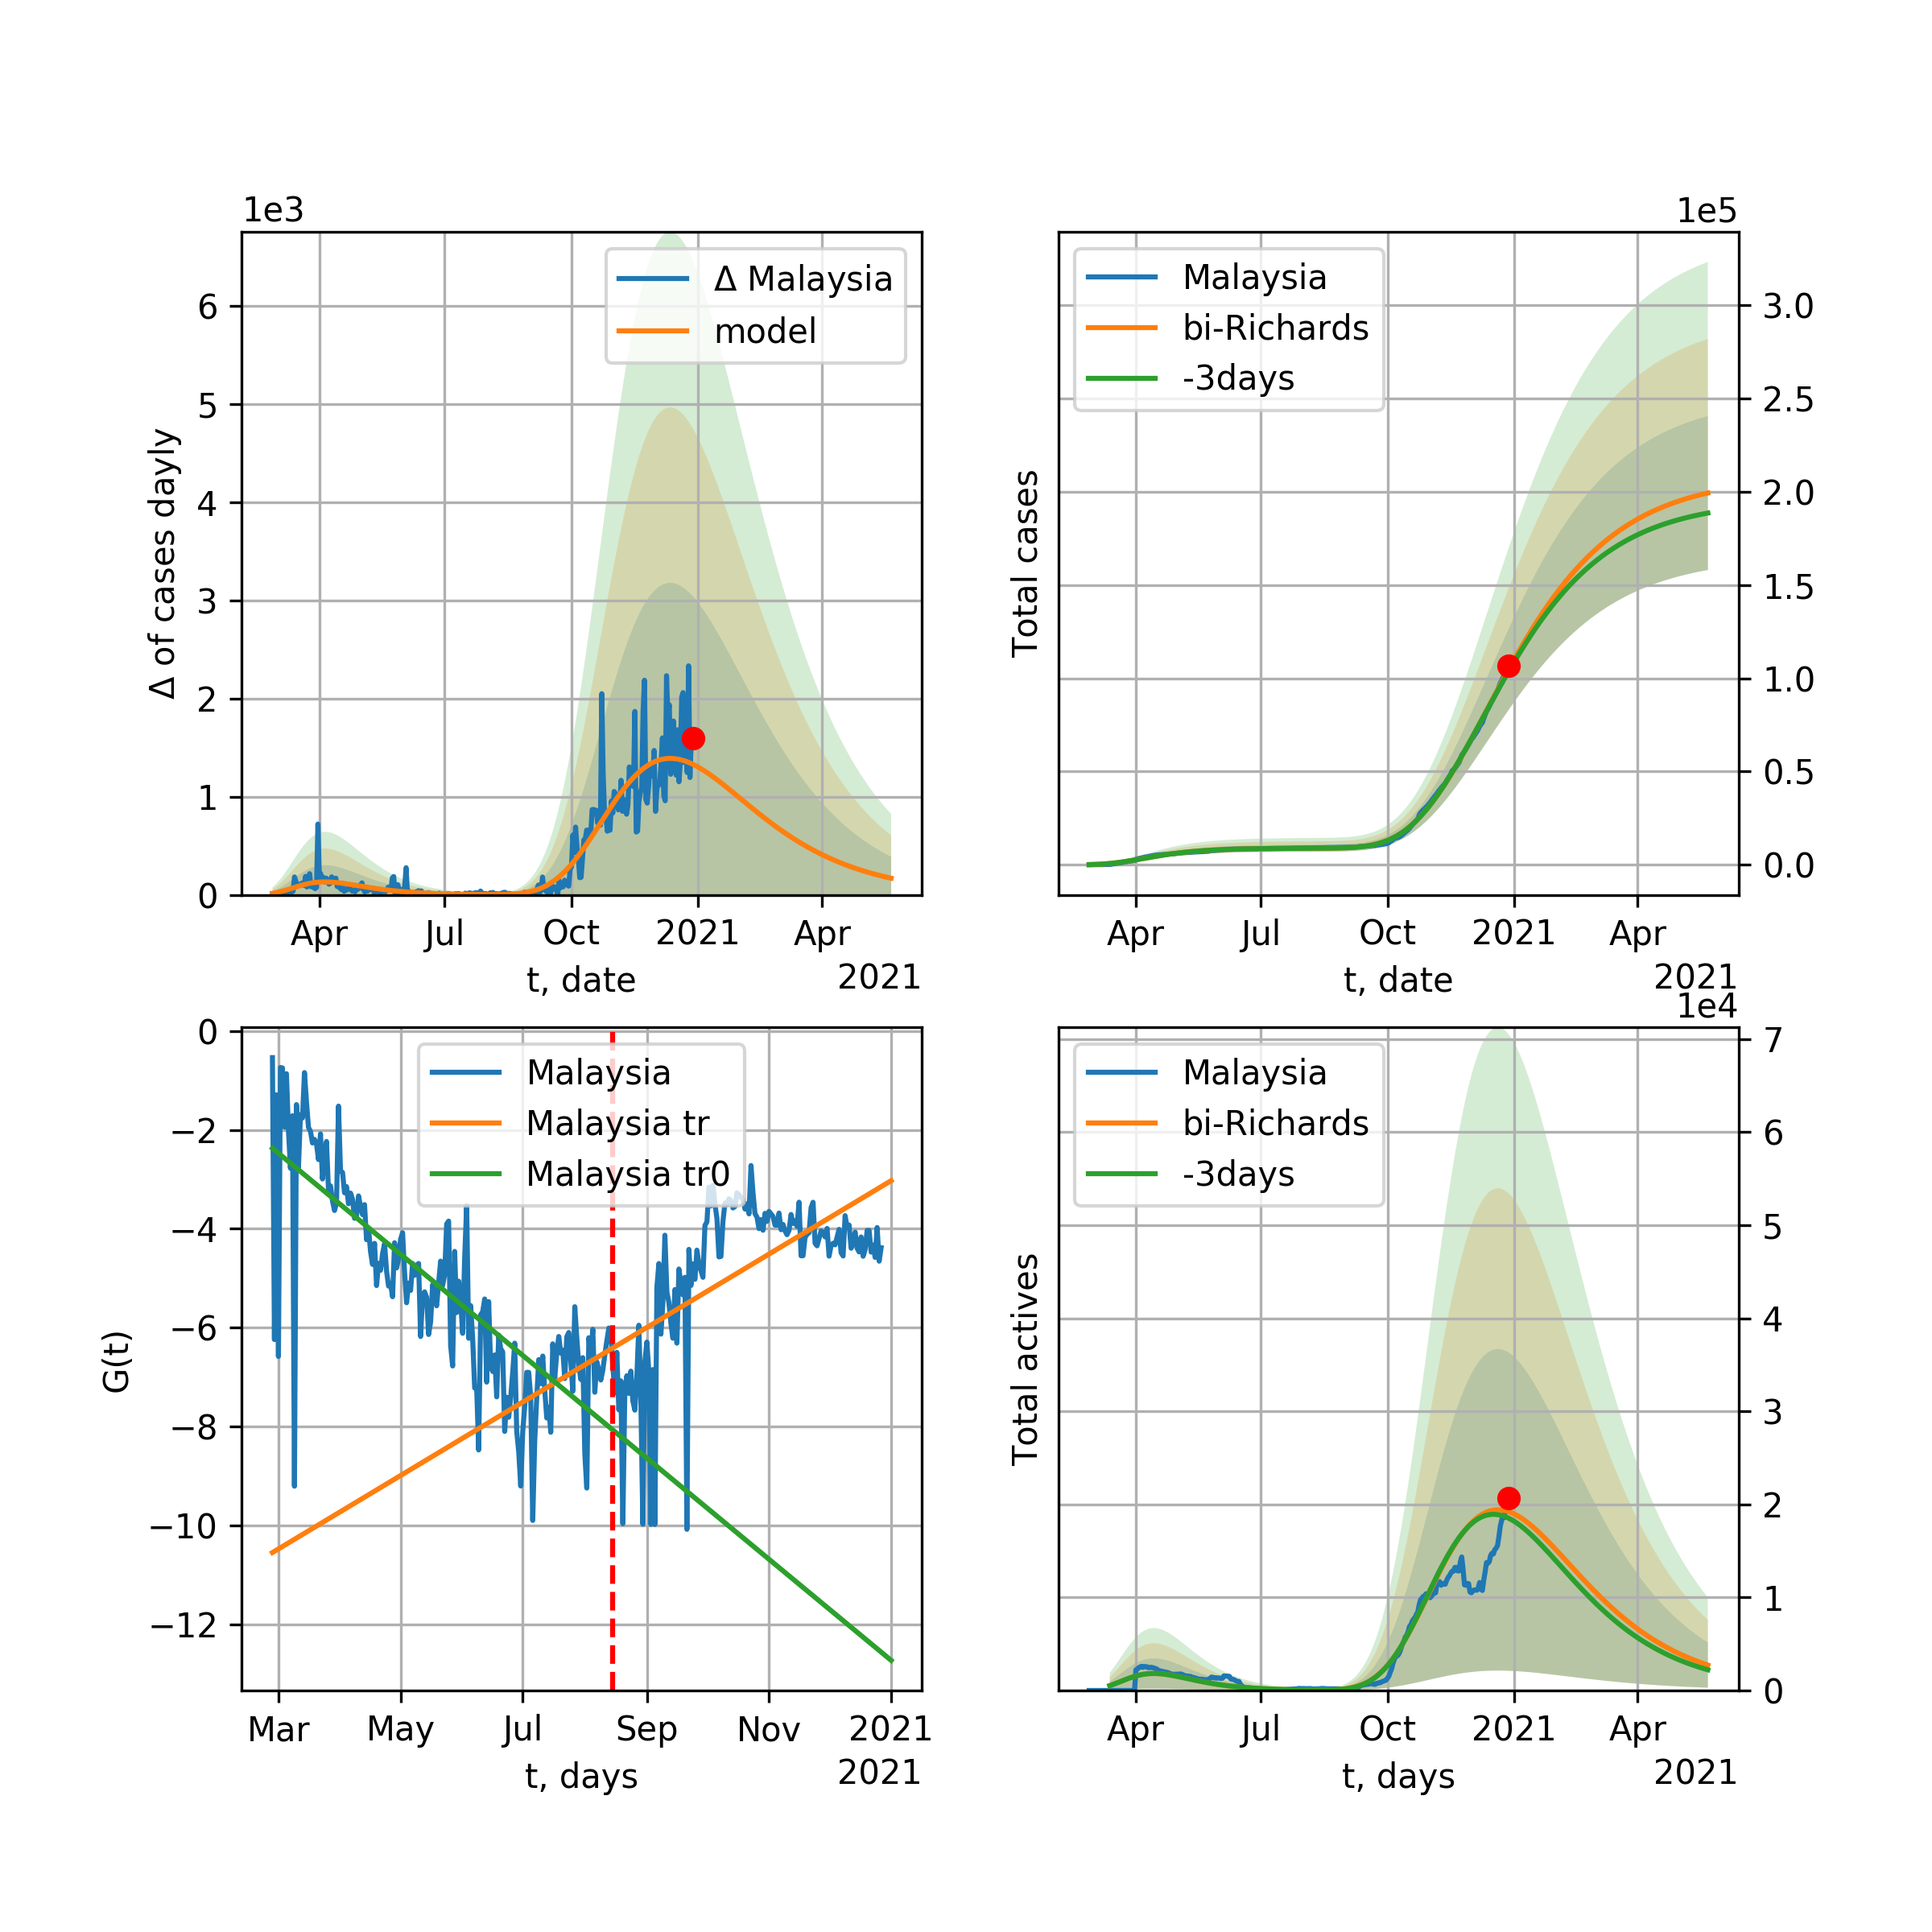 1e3
Δ of cases dayly
6
5
4
3
2
1
0
Δ Malaysia
model
Apr
Jul
Oct
2021
Apr
t, date
2021
1e5
Total cases
Malaysia
bi-Richards
-3days
3.0
2.5
2.0
1.5
1.0
0.5
0.0
Apr
Jul
Oct
2021
Apr
t, date
2021
G(t)
0
−2
−4
−6
−8
−10
−12
Malaysia
Malaysia tr
Malaysia tr0
Mar
May
Jul
Sep
Nov
2021
t, days
2021
1e4
Total actives
Malaysia
bi-Richards
-3days
7
6
5
4
3
2
1
0
Apr
Jul
Oct
2021
Apr
t, days
2021